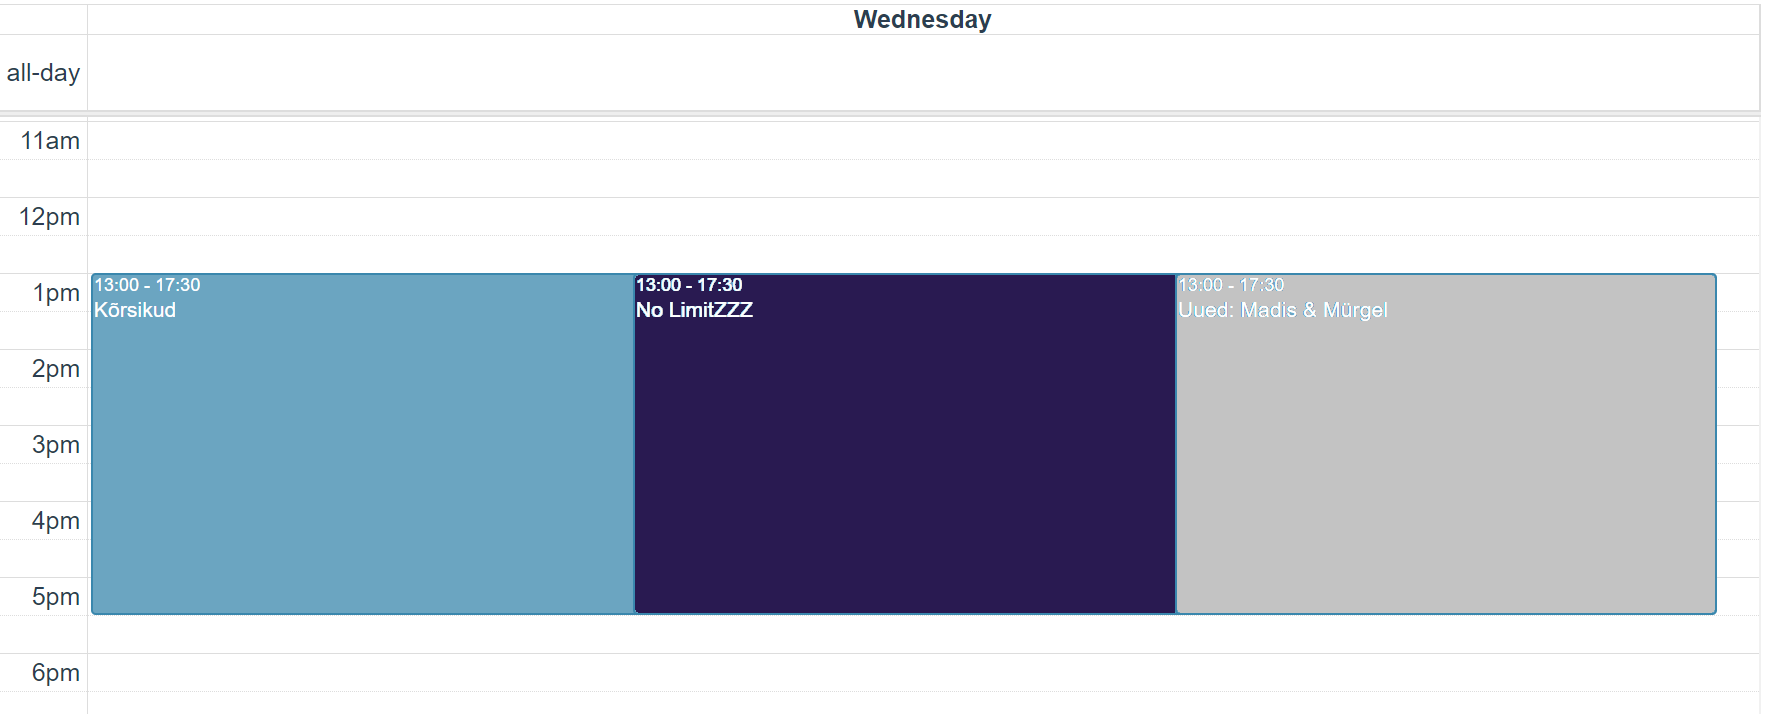 Wednesday
all-day
11am
12pm
1pm
2pm
3pm
4pm
5pm
6pm
13:00 - 17:30
Kõrsikud
13:00 - 17:30
No LimitZZZ
13:00 - 17:30
Uued: Madis & Mürgel